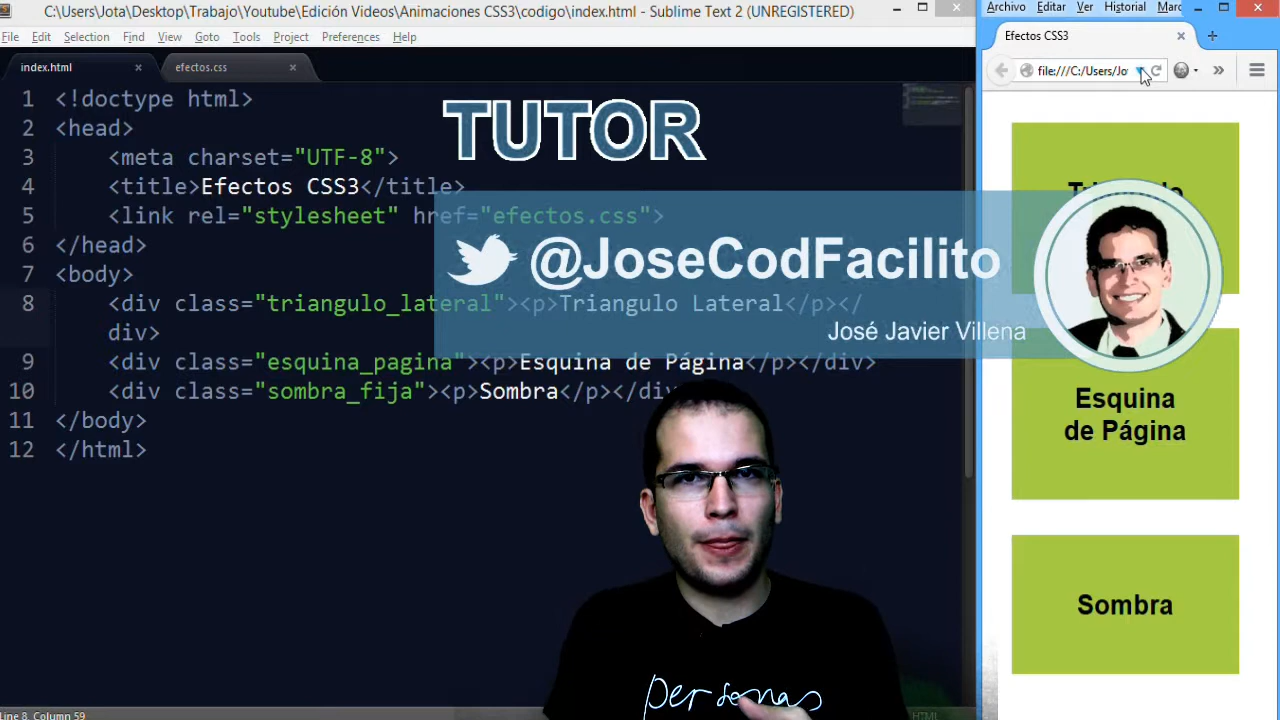 C:\Users\Jota\Desktop\Trabajo\Youtube\Edición Videos\Animaciones CSS3\codigo\index.html - Sublime Text 2 (UNREGISTERED)
File Edit Selection Find View Goto Tools Project Preferences Help
index.html × efectos.css ×
1 <!doctype html>
2 <head>
3 <meta charset="UTF-8">
4 <title>Efectos CSS3</title>
5 <link rel="stylesheet" href="efectos.css">
6 </head>
7 <body>
8 <div class="triangulo_lateral"><p>Triangulo Lateral</p></
div>
9 <div class="esquina_pagina"><p>Esquina de Página</p></div>
10 <div class="sombra_fija"><p>Sombra</p></div
11 </body>
12 </html>
TUTOR
@JoseCodFacilito
José Javier Villena
personas
Line 8, Column 59
HTML
Archivo Editar Ver Historial Marc
Efectos CSS3 ×
file:///C:/Users/Jo
Esquina
de Página
Sombra